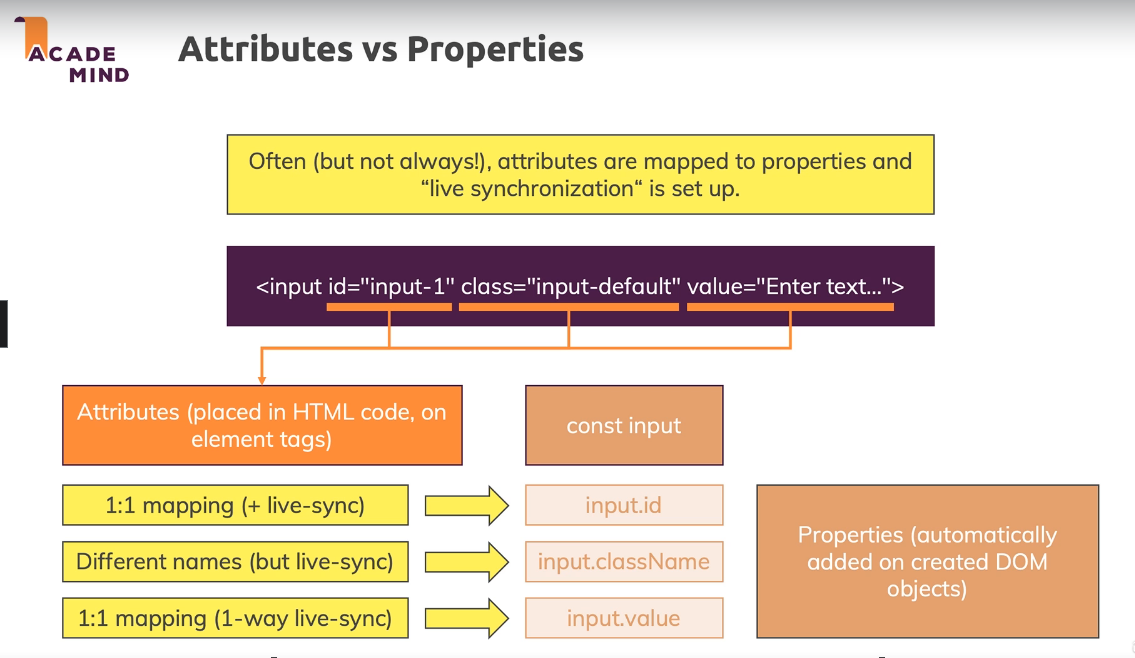 ACADE
MIND
Attributes vs Properties
Often (but not always!), attributes are mapped to properties and
“live synchronization“ is set up.
<input id="input-1" class="input-default" value="Enter text...">
Attributes (placed in HTML code, on
element tags)
const input
1:1 mapping (+ live-sync)
input.id
Different names (but live-sync)
input.className
1:1 mapping (1-way live-sync)
input.value
Properties (automatically
added on created DOM
objects)